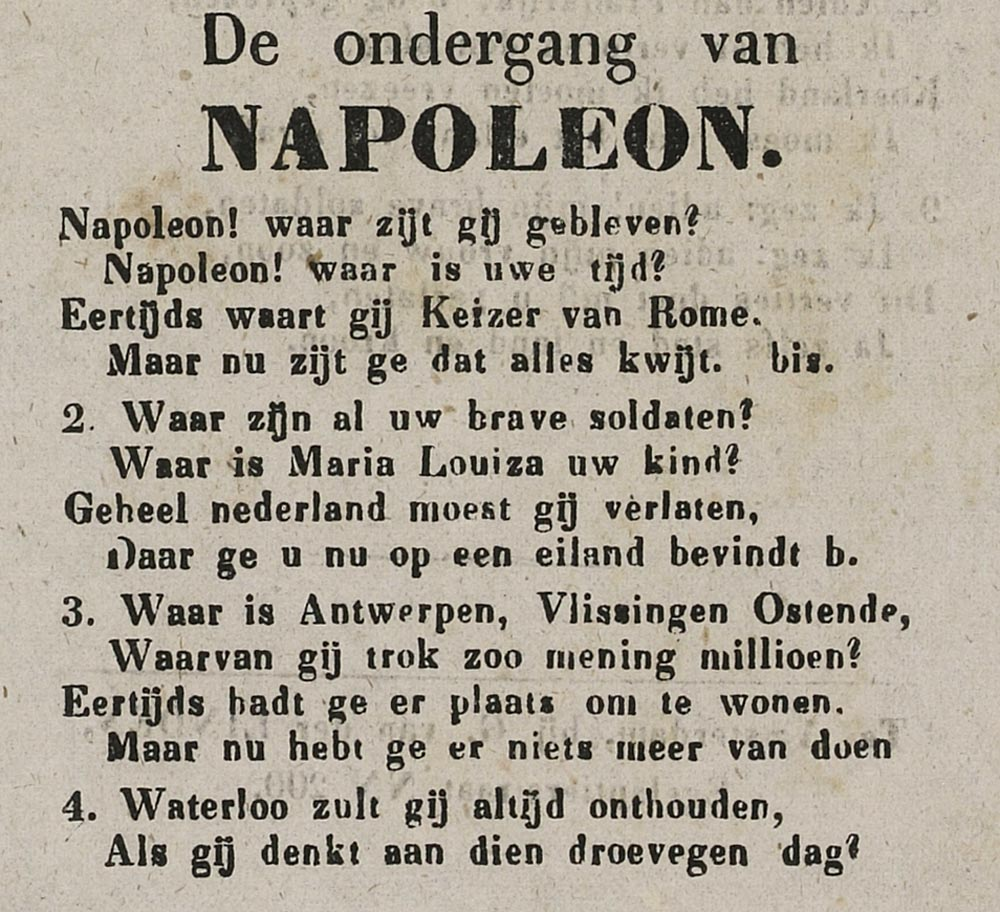 De ondergang van
NAPOLEON.
Napoleon! waar zijt gij gebleven?
Napoleon! waar is uwe tijd?
Eertijds waart gij Keizer van Rome.
Maar nu zijt ge dat alles kwijt. bis.
2. Waar zijn al uw brave soldaten?
Waar is Maria Louiza uw kind?
Geheel nederland moest gij verlaten,
Daar ge u nu op een eiland bevindt b.
3. Waar is Antwerpen, Vlissingen Ostende,
Waarvan gij trok zoo mening millioen?
Eertijds hadt ge er plaats om te wonen.
Maar nu hebt ge er niets meer van doen
4. Waterloo zult gij altijd onthouden,
Als gij denkt aan dien droevegen dag?